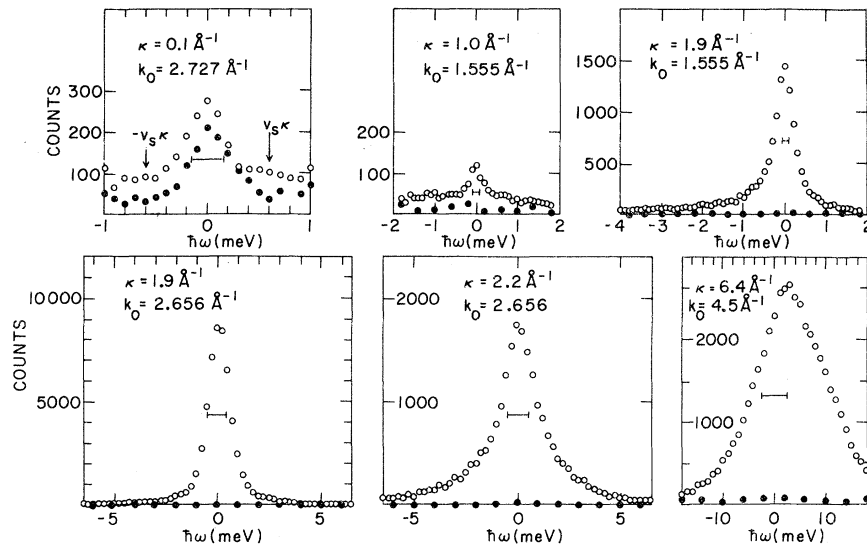 κ = 0.1 Å⁻¹
k₀ = 2.727 Å⁻¹
-vₛκ
vₛκ
COUNTS
300
200
100
-1
0
1
ħω(meV)
κ = 1.0 Å⁻¹
k₀ = 1.555 Å⁻¹
200
100
-2
-1
0
1
2
ħω(meV)
κ = 1.9 Å⁻¹
k₀ = 1.555 Å⁻¹
1500
1000
500
-4
-3
-2
-1
0
1
2
ħω(meV)
κ = 1.9 Å⁻¹
k₀ = 2.656 Å⁻¹
COUNTS
10000
5000
-5
0
5
ħω(meV)
κ = 2.2 Å⁻¹
k₀ = 2.656
2000
1000
-5
0
5
ħω(meV)
κ = 6.4 Å⁻¹
k₀ = 4.5 Å⁻¹
2000
1000
-10
0
10
ħω(meV)